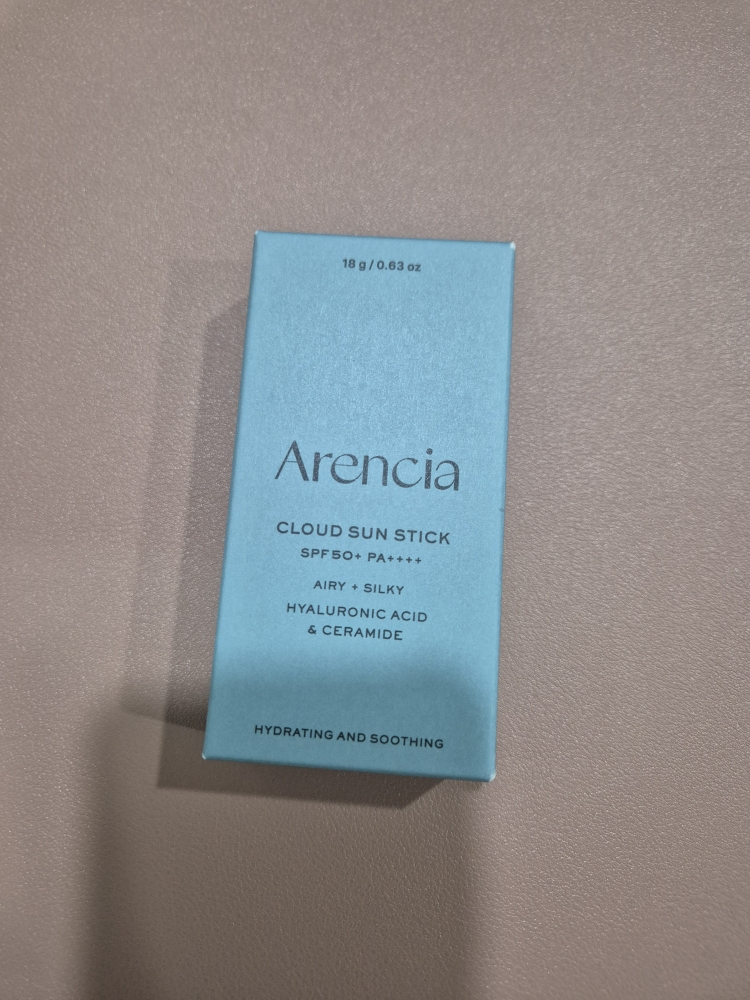 18 g / 0.63 oz
Arencia
CLOUD SUN STICK
SPF50+ PA++++
AIRY + SILKY
HYALURONIC ACID
& CERAMIDE
HYDRATING AND SOOTHING